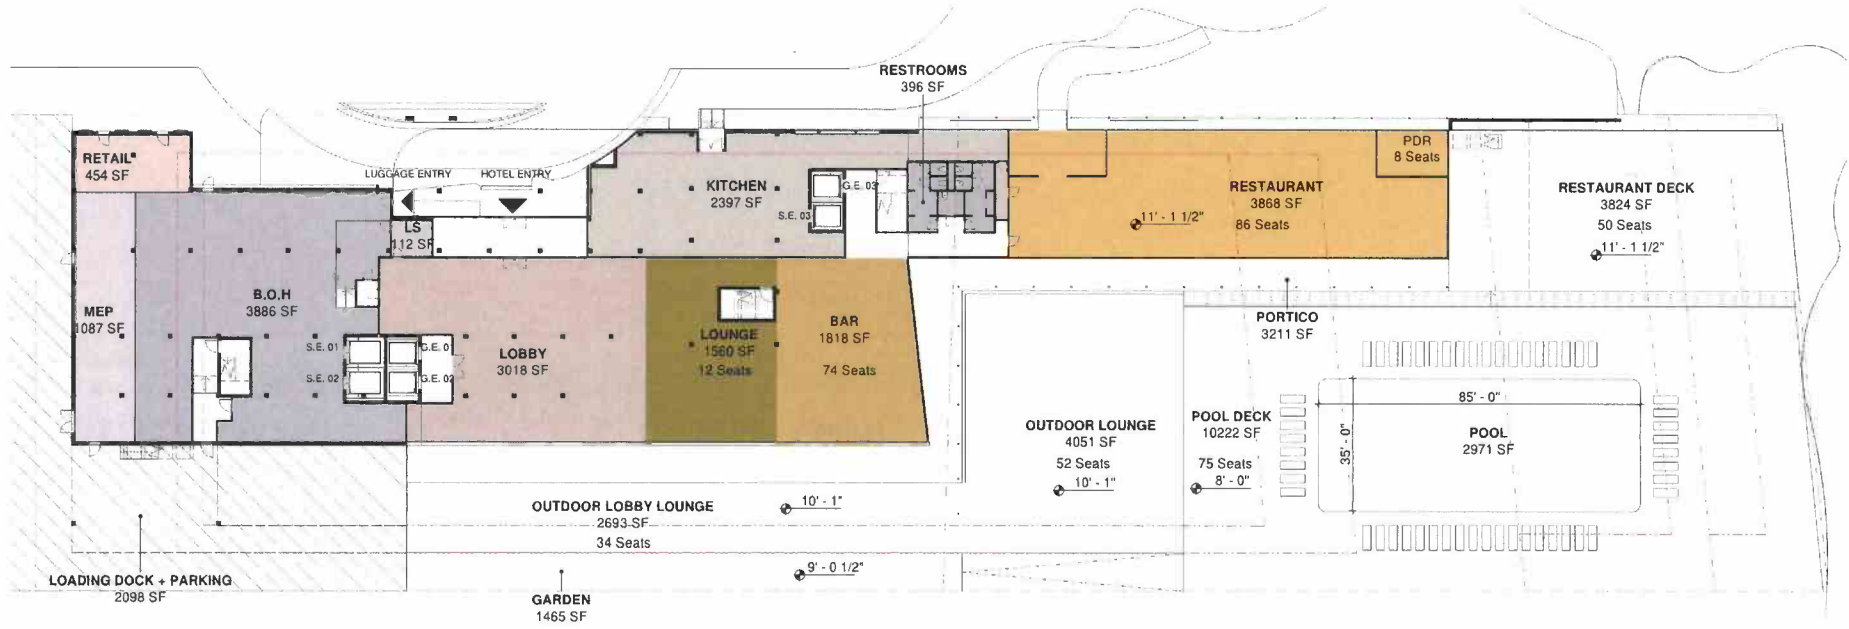 RESTROOMS
396 SF
RETAIL
454 SF
LUGGAGE ENTRY
HOTEL ENTRY
KITCHEN
2397 SF
G.E. 03
S.E. 03
PDR
8 Seats
RESTAURANT
3868 SF
86 Seats
11' - 1 1/2"
RESTAURANT DECK
3824 SF
50 Seats
11' - 1 1/2"
LS
112 SF
MEP
1087 SF
B.O.H
3886 SF
S.E. 01
S.E. 02
G.E. 0
G.E. 02
LOBBY
3018 SF
LOUNGE
1560 SF
12 Seats
BAR
1818 SF
74 Seats
PORTICO
3211 SF
OUTDOOR LOUNGE
4051 SF
52 Seats
10' - 1"
POOL DECK
10222 SF
75 Seats
8' - 0"
85' - 0"
35' - 0"
POOL
2971 SF
OUTDOOR LOBBY LOUNGE
2693 SF
34 Seats
10' - 1"
9' - 0 1/2"
LOADING DOCK + PARKING
2098 SF
GARDEN
1465 SF